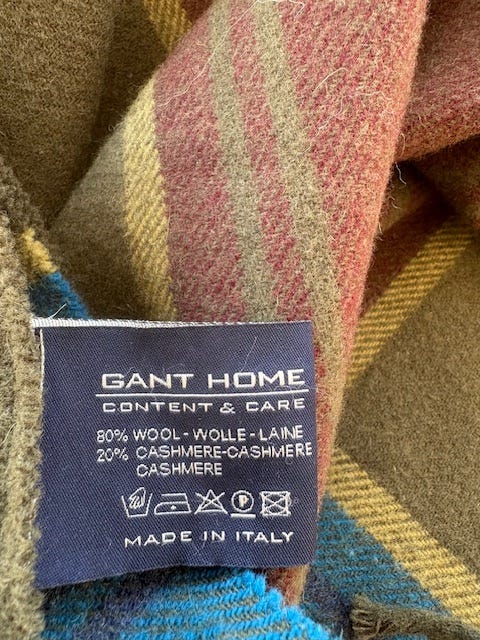 GANT HOME
CONTENT & CARE
80% WOOL - WOLLE - LAINE
20% CASHMERE-CASHMERE
CASHMERE
P
MADE IN ITALY